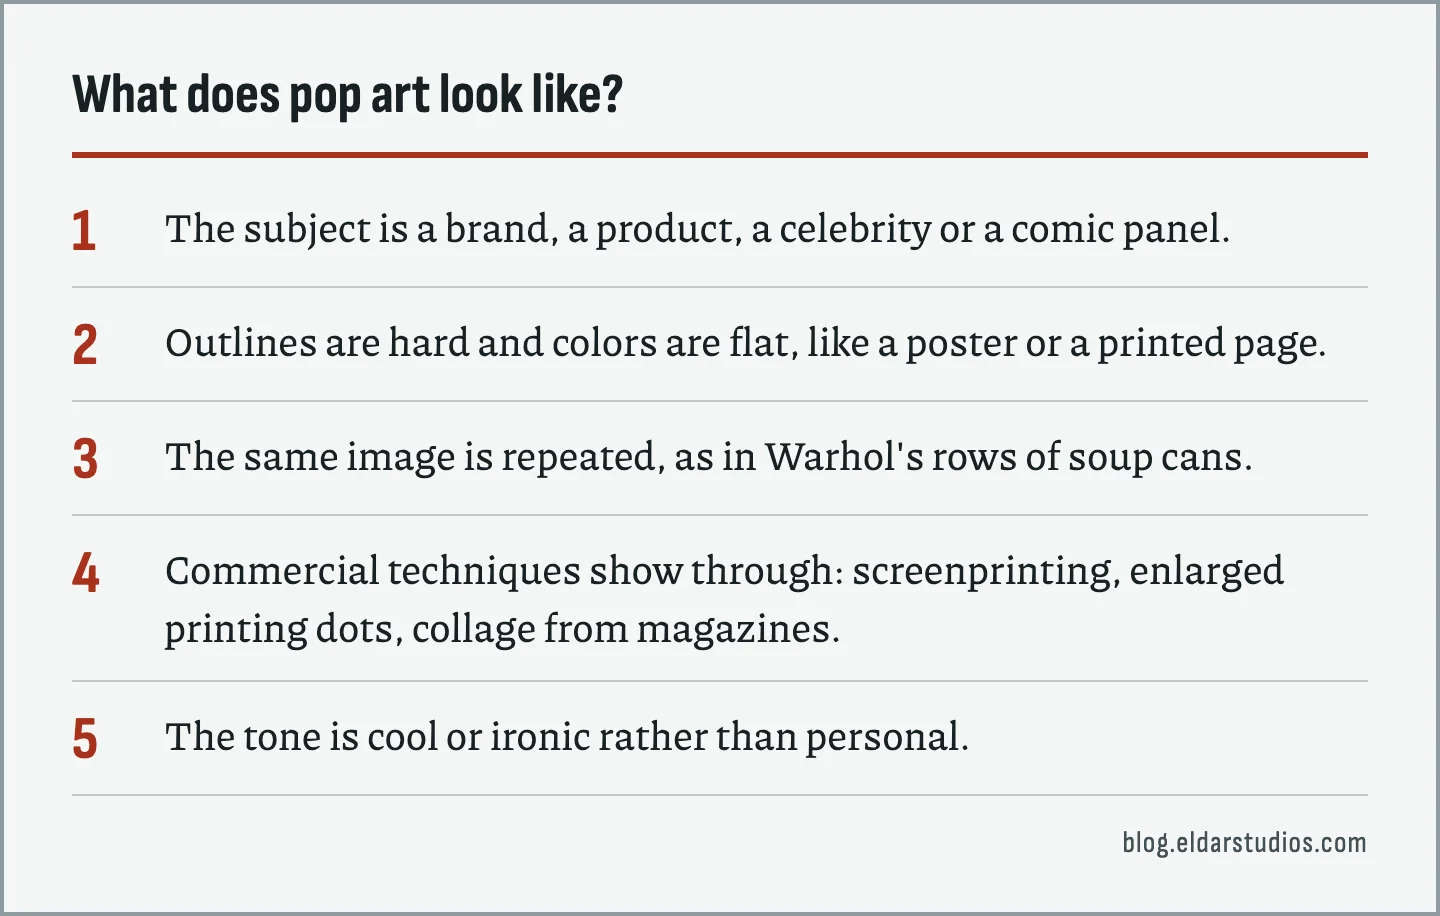 What does pop art look like?
1 The subject is a brand, a product, a celebrity or a comic panel.
2 Outlines are hard and colors are flat, like a poster or a printed page.
3 The same image is repeated, as in Warhol's rows of soup cans.
4 Commercial techniques show through: screenprinting, enlarged
printing dots, collage from magazines.
5 The tone is cool or ironic rather than personal.
blog.eldarstudios.com